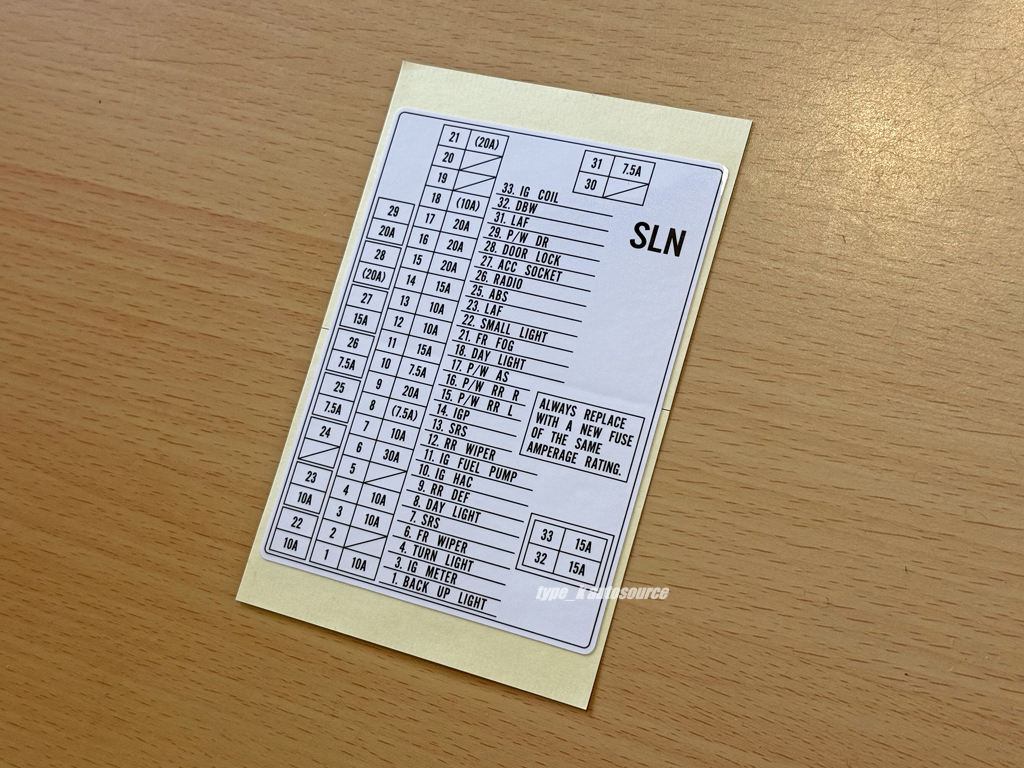 21 (20A)
20
19
18 (10A)
17 20A
16 20A
15 20A
14 15A
13 10A
12 10A
11 15A
10 7.5A
9 20A
8 (7.5A)
7 10A
6 30A
5
4 10A
3 10A
2
1 10A
29
20A
28
(20A)
27
15A
26
7.5A
25
7.5A
24
23
10A
22
10A
31 7.5A
30
SLN
33. IG COIL
32. DBW
31. LAF
29. P/W DR
28. DOOR LOCK
27. ACC SOCKET
26. RADIO
25. ABS
23. LAF
22. SMALL LIGHT
21. FR FOG
18. DAY LIGHT
17. P/W AS
16. P/W RR R
15. P/W RR L
14. IGP
13. SRS
12. RR WIPER
11. IG FUEL PUMP
10. IG HAC
9. RR DEF
8. DAY LIGHT
7. SRS
6. FR WIPER
4. TURN LIGHT
3. IG METER
1. BACK UP LIGHT
ALWAYS REPLACE
WITH A NEW FUSE
OF THE SAME
AMPERAGE RATING.
33 15A
32 15A
type_k autosource